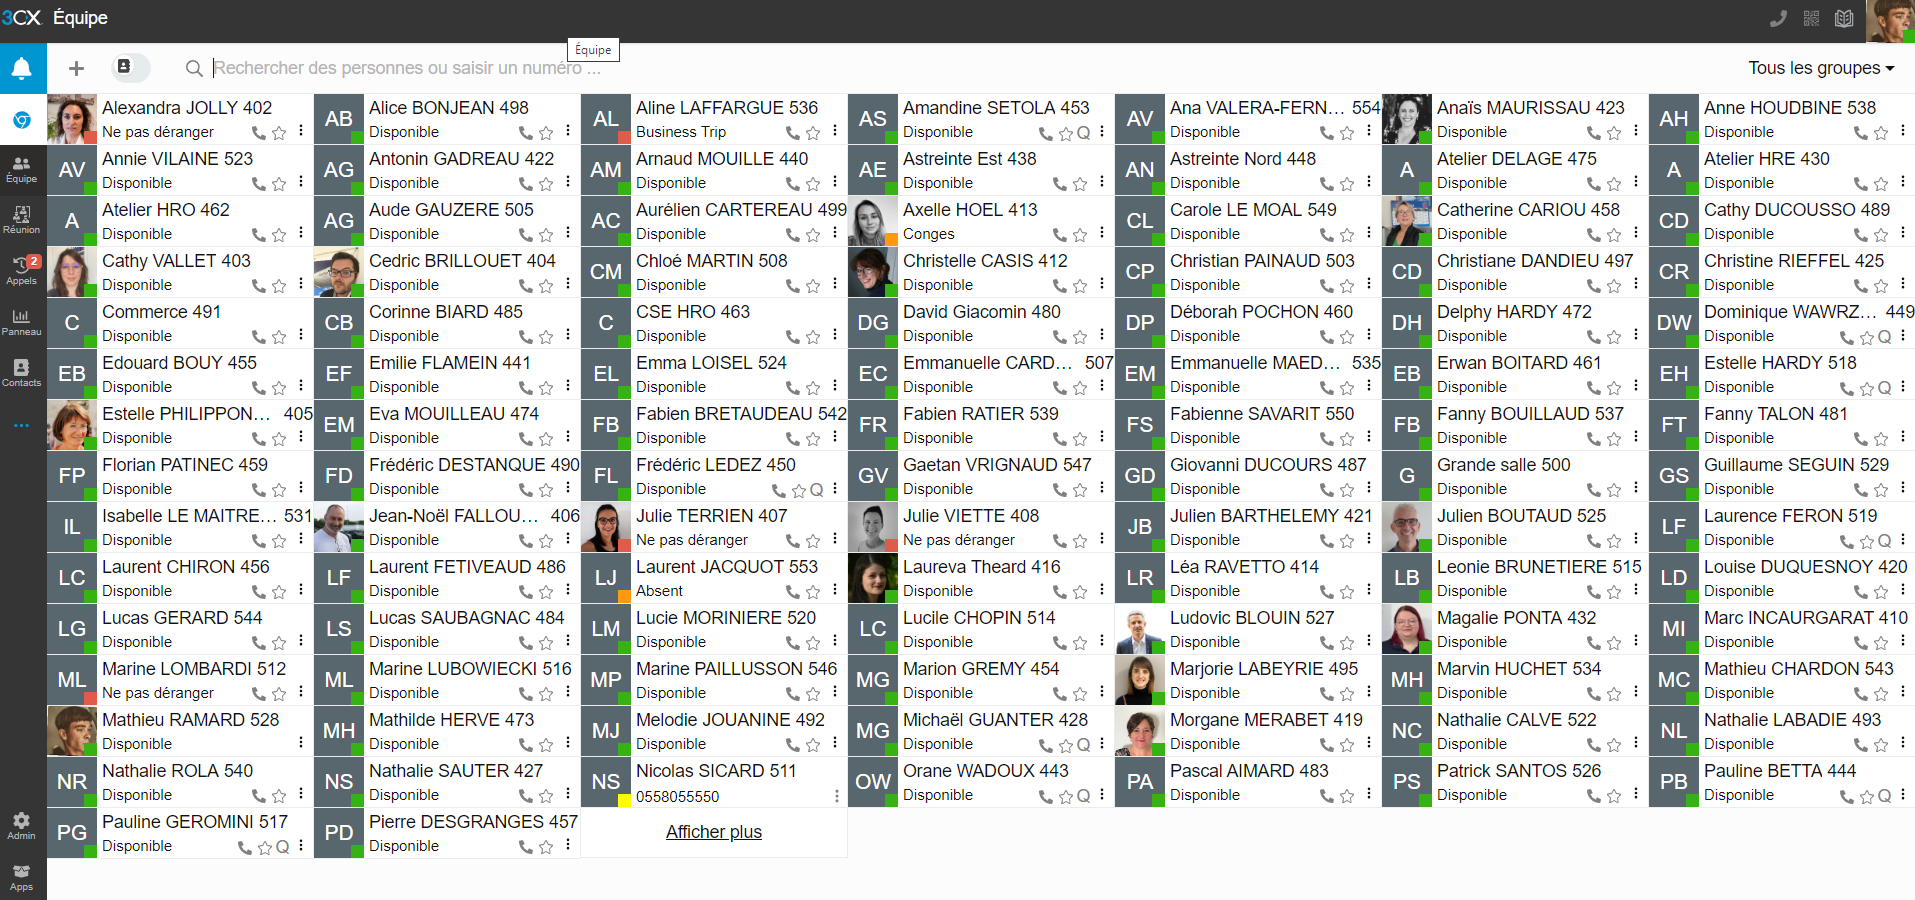 3CX Équipe
Équipe
Rechercher des personnes ou saisir un numéro ...
Tous les groupes
Alexandra JOLLY 402
Ne pas déranger
AB
Alice BONJEAN 498
Disponible
AL
Aline LAFFARGUE 536
Business Trip
AS
Amandine SETOLA 453
Disponible
Q
AV
Ana VALERA-FERN... 554
Disponible
Anaïs MAURISSAU 423
Disponible
AH
Anne HOUDBINE 538
Disponible
AV
Annie VILAINE 523
Disponible
AG
Antonin GADREAU 422
Disponible
AM
Arnaud MOUILLE 440
Disponible
AE
Astreinte Est 438
Disponible
AN
Astreinte Nord 448
Disponible
A
Atelier DELAGE 475
Disponible
A
Atelier HRE 430
Disponible
A
Atelier HRO 462
Disponible
AG
Aude GAUZERE 505
Disponible
AC
Aurélien CARTEREAU 499
Disponible
Axelle HOEL 413
Conges
CL
Carole LE MOAL 549
Disponible
Catherine CARIOU 458
Disponible
CD
Cathy DUCOUSSO 489
Disponible
Cathy VALLET 403
Disponible
Cedric BRILLOUET 404
Disponible
CM
Chloé MARTIN 508
Disponible
Christelle CASIS 412
Disponible
CP
Christian PAINAUD 503
Disponible
CD
Christiane DANDIEU 497
Disponible
CR
Christine RIEFFEL 425
Disponible
C
Commerce 491
Disponible
CB
Corinne BIARD 485
Disponible
C
CSE HRO 463
Disponible
DG
David Giacomin 480
Disponible
DP
Déborah POCHON 460
Disponible
DH
Delphy HARDY 472
Disponible
DW
Dominique WAWRZ... 449
Disponible
Q
EB
Edouard BOUY 455
Disponible
EF
Emilie FLAMEIN 441
Disponible
EL
Emma LOISEL 524
Disponible
EC
Emmanuelle CARD... 507
Disponible
EM
Emmanuelle MAED... 535
Disponible
EB
Erwan BOITARD 461
Disponible
EH
Estelle HARDY 518
Disponible
Q
Estelle PHILIPPON... 405
Disponible
EM
Eva MOUILLEAU 474
Disponible
FB
Fabien BRETAUDEAU 542
Disponible
FR
Fabien RATIER 539
Disponible
FS
Fabienne SAVARIT 550
Disponible
FB
Fanny BOUILLAUD 537
Disponible
FT
Fanny TALON 481
Disponible
FP
Florian PATINEC 459
Disponible
FD
Frédéric DESTANQUE 490
Disponible
FL
Frédéric LEDEZ 450
Disponible
Q
GV
Gaetan VRIGNAUD 547
Disponible
GD
Giovanni DUCOURS 487
Disponible
G
Grande salle 500
Disponible
GS
Guillaume SEGUIN 529
Disponible
IL
Isabelle LE MAITRE... 531
Disponible
Jean-Noël FALLOU... 406
Disponible
Julie TERRIEN 407
Ne pas déranger
Julie VIETTE 408
Ne pas déranger
JB
Julien BARTHELEMY 421
Disponible
Julien BOUTAUD 525
Disponible
LF
Laurence FERON 519
Disponible
Q
LC
Laurent CHIRON 456
Disponible
LF
Laurent FETIVEAUD 486
Disponible
LJ
Laurent JACQUOT 553
Absent
Laureva Theard 416
Disponible
LR
Léa RAVETTO 414
Disponible
LB
Leonie BRUNETIERE 515
Disponible
LD
Louise DUQUESNOY 420
Disponible
LG
Lucas GERARD 544
Disponible
LS
Lucas SAUBAGNAC 484
Disponible
LM
Lucie MORINIERE 520
Disponible
LC
Lucile CHOPIN 514
Disponible
Ludovic BLOUIN 527
Disponible
Magalie PONTA 432
Disponible
MI
Marc INCAURGARAT 410
Disponible
ML
Marine LOMBARDI 512
Ne pas déranger
ML
Marine LUBOWIECKI 516
Disponible
MP
Marine PAILLUSSON 546
Disponible
MG
Marion GREMY 454
Disponible
Marjorie LABEYRIE 495
Disponible
MH
Marvin HUCHET 534
Disponible
MC
Mathieu CHARDON 543
Disponible
Mathieu RAMARD 528
Disponible
MH
Mathilde HERVE 473
Disponible
MJ
Melodie JOUANINE 492
Disponible
MG
Michaël GUANTER 428
Disponible
Q
Morgane MERABET 419
Disponible
NC
Nathalie CALVE 522
Disponible
NL
Nathalie LABADIE 493
Disponible
NR
Nathalie ROLA 540
Disponible
NS
Nathalie SAUTER 427
Disponible
NS
Nicolas SICARD 511
0558055550
OW
Orane WADOUX 443
Disponible
Q
PA
Pascal AIMARD 483
Disponible
PS
Patrick SANTOS 526
Disponible
PB
Pauline BETTA 444
Disponible
Q
PG
Pauline GEROMINI 517
Disponible
Q
PD
Pierre DESGRANGES 457
Disponible
Afficher plus
Équipe
Réunion
2
Appels
Panneau
Contacts
Admin
Apps